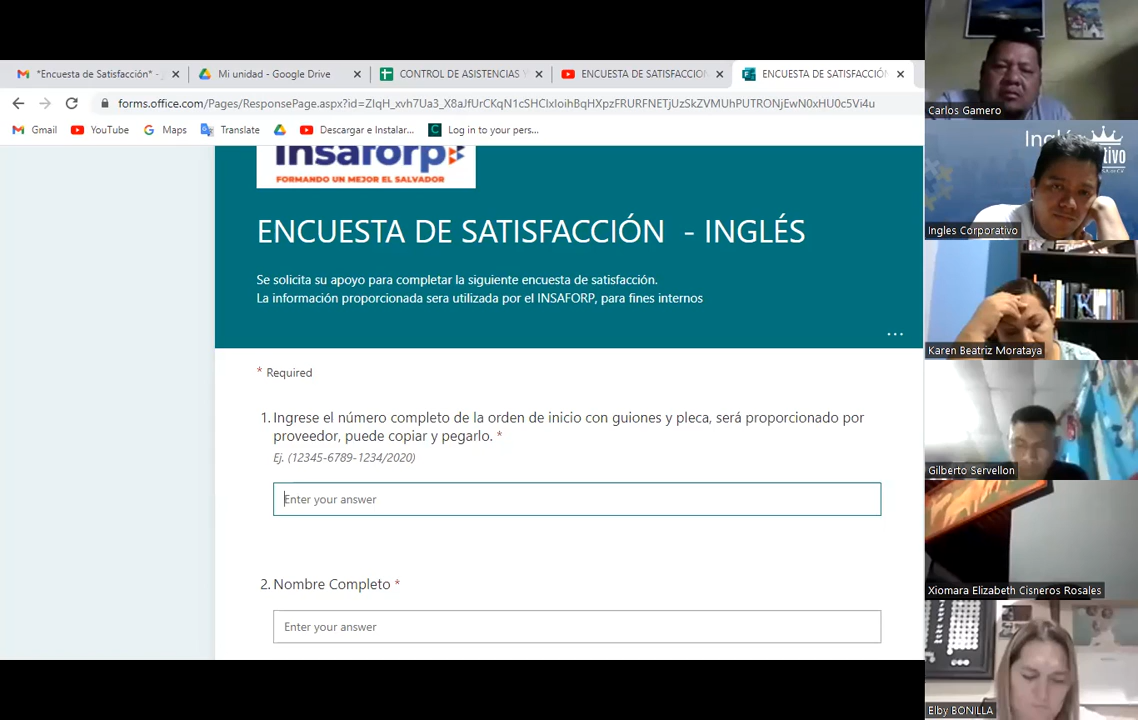 *Encuesta de Satisfacción* -
Mi unidad - Google Drive
CONTROL DE ASISTENCIAS Y
ENCUESTA DE SATISFACCION
ENCUESTA DE SATISFACCIÓN
forms.office.com/Pages/ResponsePage.aspx?id=ZIqH_xvh7Ua3_X8aJfUrCKqN1cSHClxIoihBqHXpzFRURFNETjUzSkZVMUhPUTRONjEwN0xHU0c5Vi4u
Gmail
YouTube
Maps
Translate
Descargar e Instalar...
Log in to your pers...
Insaforp
FORMANDO UN MEJOR EL SALVADOR
ENCUESTA DE SATISFACCIÓN - INGLÉS
Se solicita su apoyo para completar la siguiente encuesta de satisfacción.
La información proporcionada sera utilizada por el INSAFORP, para fines internos
* Required
1. Ingrese el número completo de la orden de inicio con guiones y pleca, será proporcionado por
proveedor, puede copiar y pegarlo. *
Ej. (12345-6789-1234/2020)
Enter your answer
2. Nombre Completo *
Enter your answer
Carlos Gamero
Ingles Corporativo
Karen Beatríz Morataya
Gilberto Servellon
Xiomara Elizabeth Cisneros Rosales
Elby BONILLA